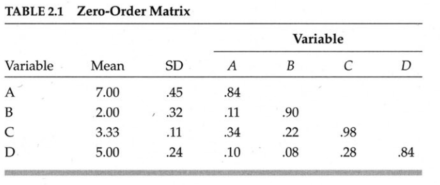 TABLE 2.1 Zero-Order Matrix
Variable
Variable Mean SD A B C D
A 7.00 .45 .84
B 2.00 .32 .11 .90
C 3.33 .11 .34 .22 .98
D 5.00 .24 .10 .08 .28 .84